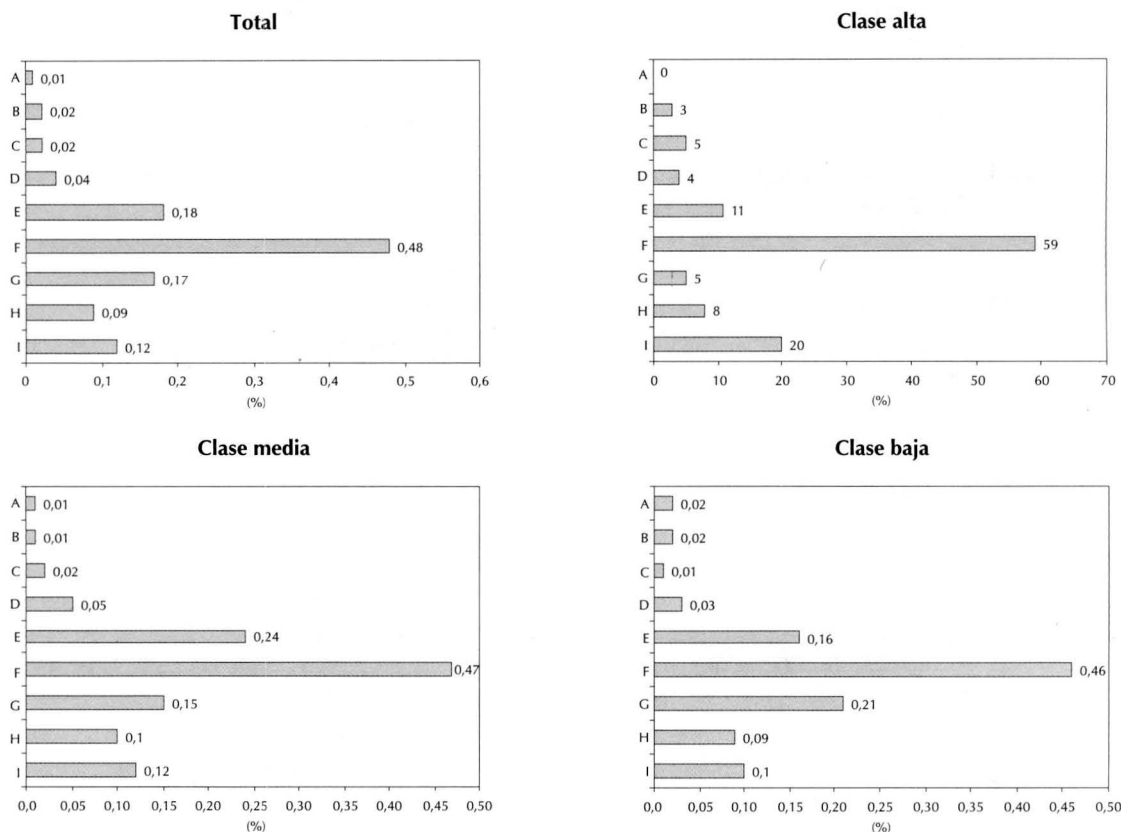 Total
A 0,01
B 0,02
C 0,02
D 0,04
E 0,18
F 0,48
G 0,17
H 0,09
I 0,12
0 0,1 0,2 0,3 0,4 0,5 0,6
(%)
Clase alta
A 0
B 3
C 5
D 4
E 11
F 59
G 5
H 8
I 20
0 10 20 30 40 50 60 70
(%)
Clase media
A 0,01
B 0,01
C 0,02
D 0,05
E 0,24
F 0,47
G 0,15
H 0,1
I 0,12
0,0 0,05 0,10 0,15 0,20 0,25 0,30 0,35 0,40 0,45 0,50
(%)
Clase baja
A 0,02
B 0,02
C 0,01
D 0,03
E 0,16
F 0,46
G 0,21
H 0,09
I 0,1
0,0 0,05 0,10 0,15 0,20 0,25 0,30 0,35 0,40 0,45 0,50
(%)